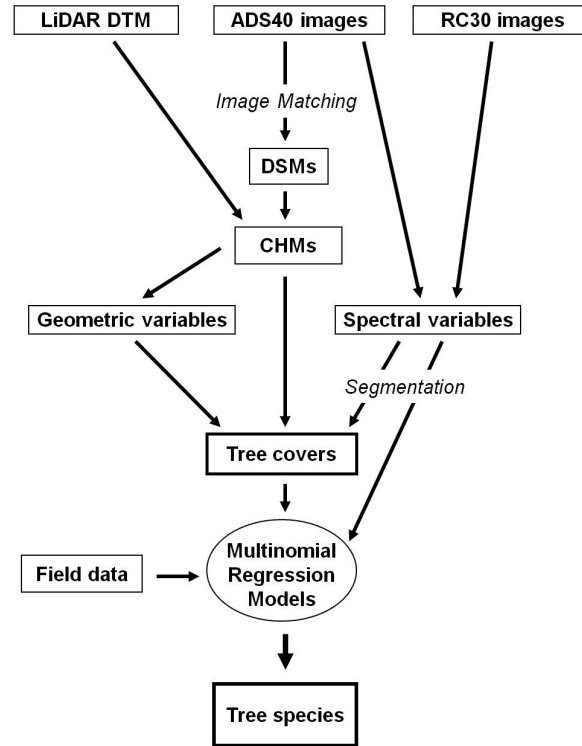 LiDAR DTM
ADS40 images
RC30 images
Image Matching
DSMs
CHMs
Geometric variables
Spectral variables
Segmentation
Tree covers
Multinomial
Regression
Models
Field data
Tree species